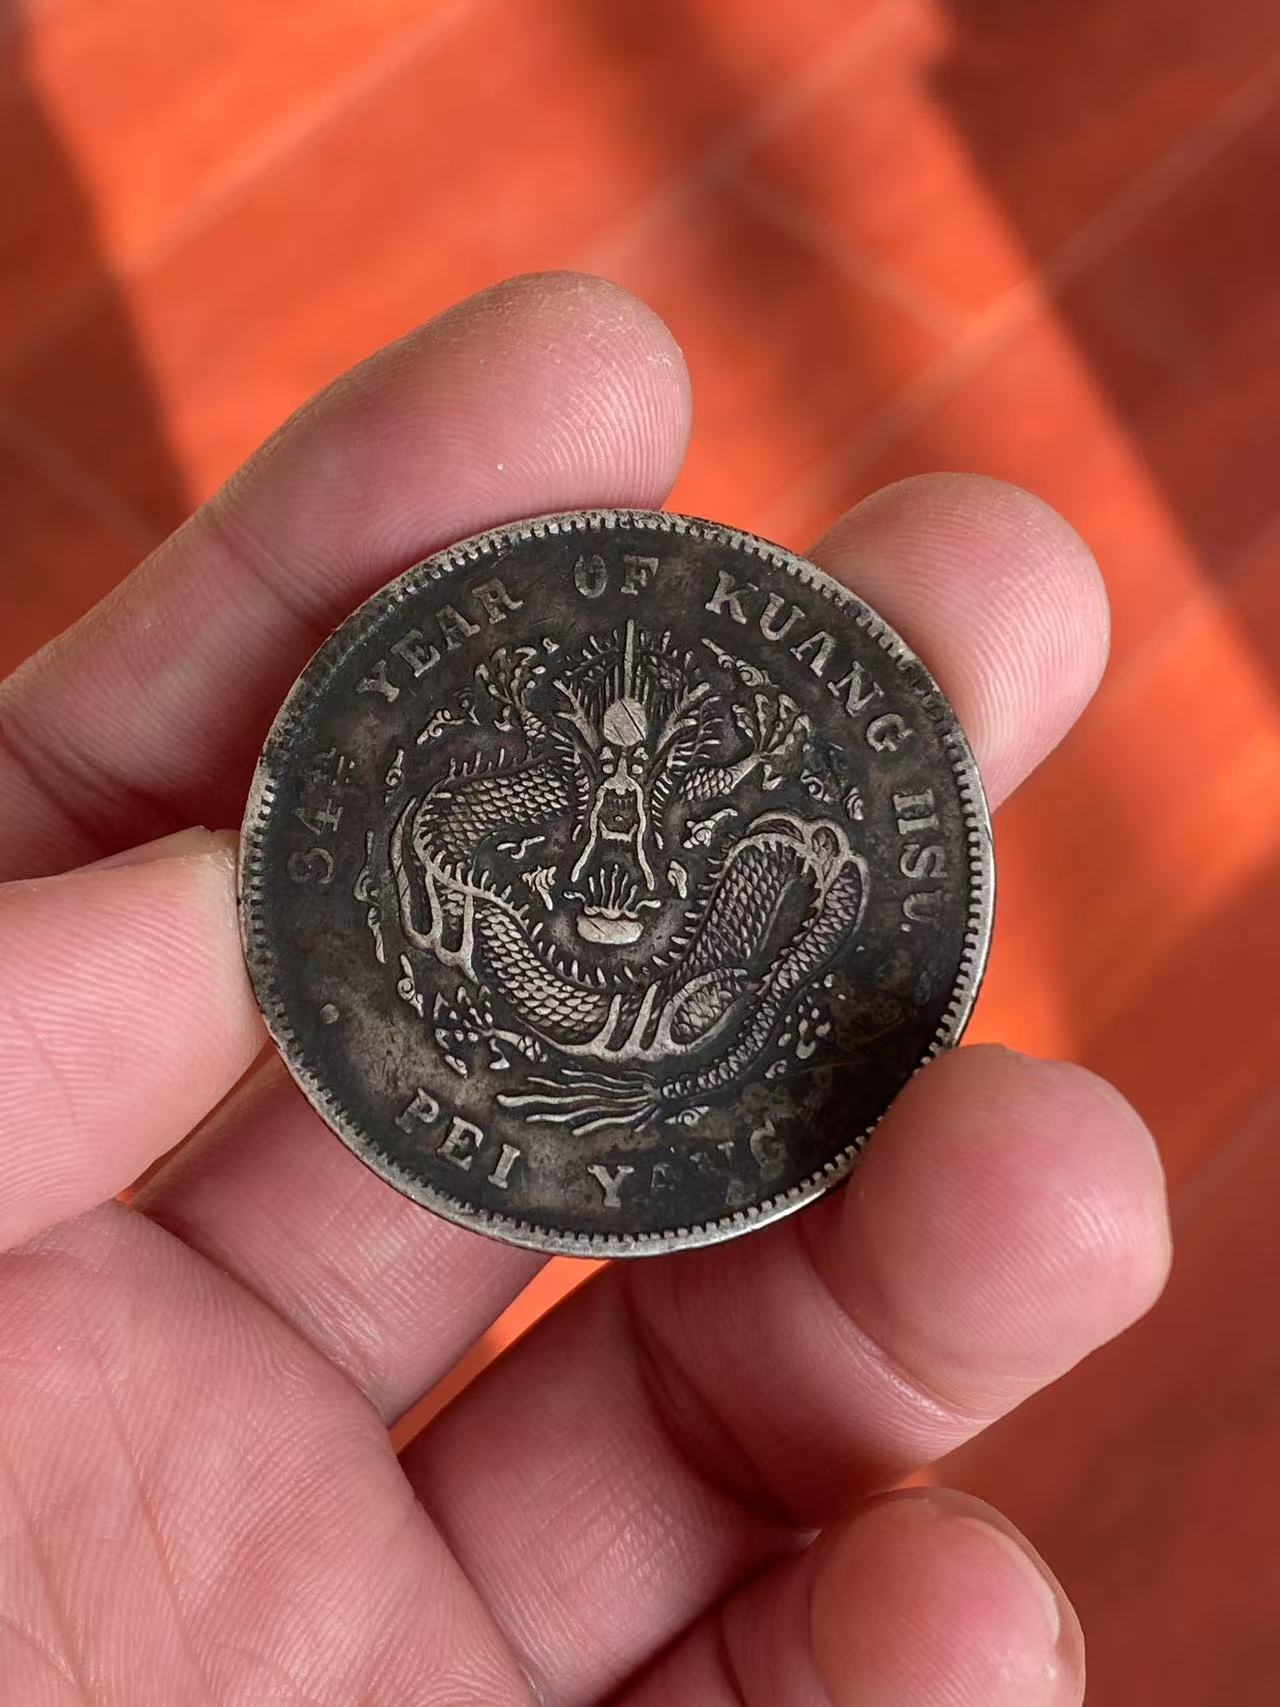 34TH YEAR OF KUANG HSU
PEI YANG